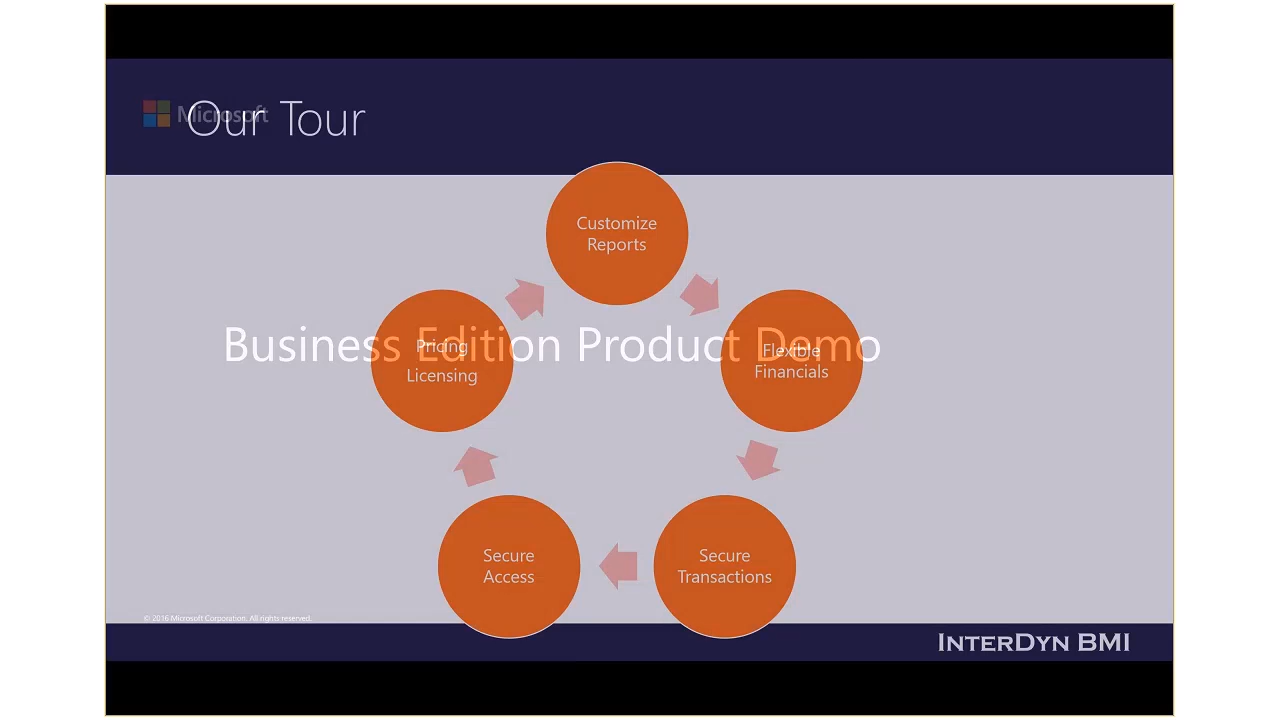 Microsoft
Our Tour
Customize
Reports
Business Edition Product Demo
Pricing
Licensing
Flexible
Financials
Secure
Access
Secure
Transactions
© 2016 Microsoft Corporation. All rights reserved.
INTERDYN BMI